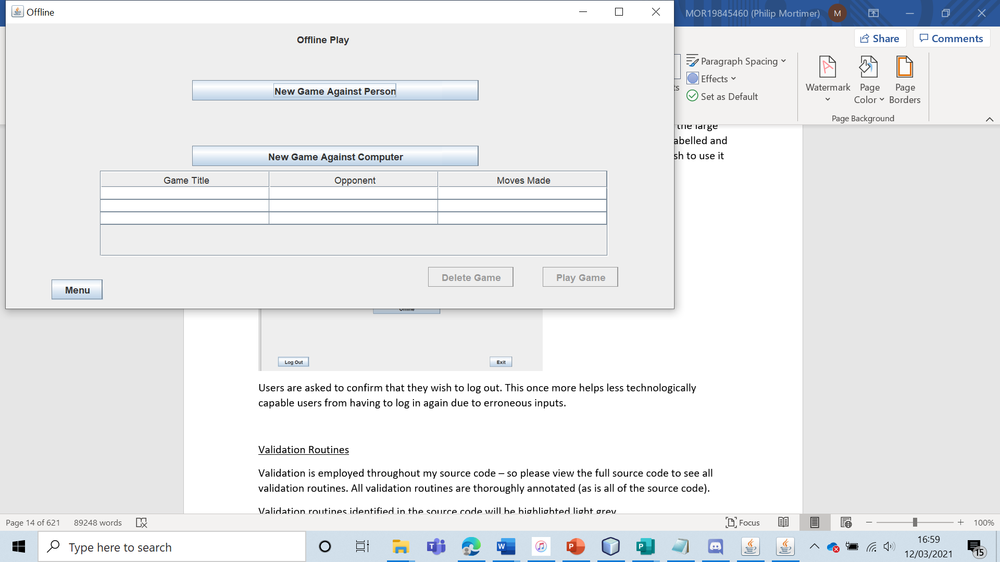 Offline
MOR19845460 (Philip Mortimer)
M
Share
Comments
Offline Play
New Game Against Person
New Game Against Computer
Game Title
Opponent
Moves Made
Delete Game
Play Game
Menu
Paragraph Spacing
Effects
Set as Default
ts
Watermark
Page
Color
Page
Borders
Page Background
the large
abelled and
sh to use it
Offline
Log Out
Exit
Users are asked to confirm that they wish to log out. This once more helps less technologically
capable users from having to log in again due to erroneous inputs.
Validation Routines
Validation is employed throughout my source code – so please view the full source code to see all
validation routines. All validation routines are thoroughly annotated (as is all of the source code).
Validation routines identified in the source code will be highlighted light grey
Page 14 of 621
89248 words
Focus
100%
Type here to search
16:59
12/03/2021
15